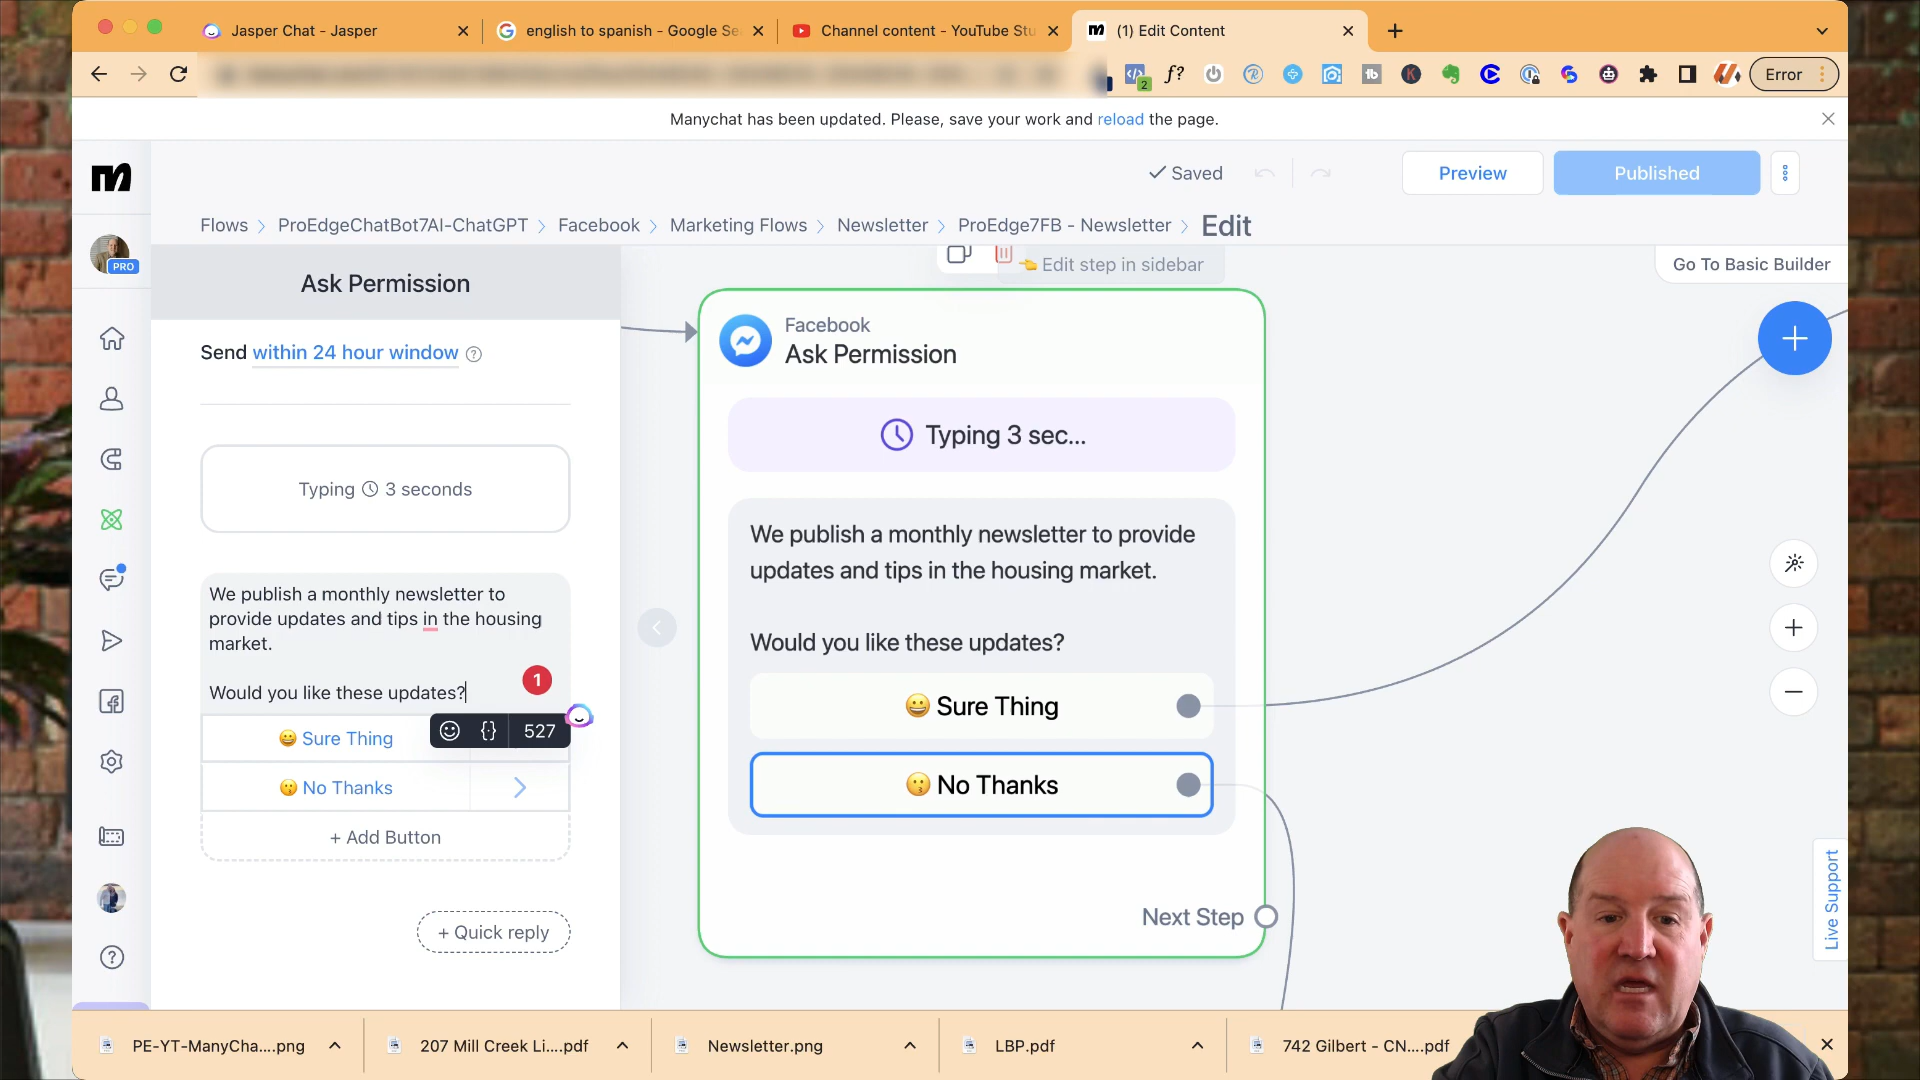 Jasper Chat - Jasper
english to spanish - Google Se
Channel content - YouTube Stu
(1) Edit Content
2
f?
Error
Manychat has been updated. Please, save your work and reload the page.
Saved
Preview
Published
Flows
ProEdgeChatBot7AI-ChatGPT
Facebook
Marketing Flows
Newsletter
ProEdge7FB - Newsletter
Edit
PRO
Ask Permission
👈 Edit step in sidebar
Go To Basic Builder
Send within 24 hour window
Typing 3 seconds
We publish a monthly newsletter to
provide updates and tips in the housing
market.
Would you like these updates?
1
527
😀 Sure Thing
😗 No Thanks
+ Add Button
+ Quick reply
Facebook
Ask Permission
Typing 3 sec...
We publish a monthly newsletter to provide
updates and tips in the housing market.
Would you like these updates?
😀 Sure Thing
😗 No Thanks
Next Step
Live Support
PE-YT-ManyCha....png
207 Mill Creek Li....pdf
Newsletter.png
LBP.pdf
742 Gilbert - CN....pdf